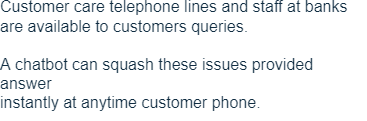 Customer care telephone lines and staff at banks
are available to customers queries.
A chatbot can squash these issues provided
answer
instantly at anytime customer phone.